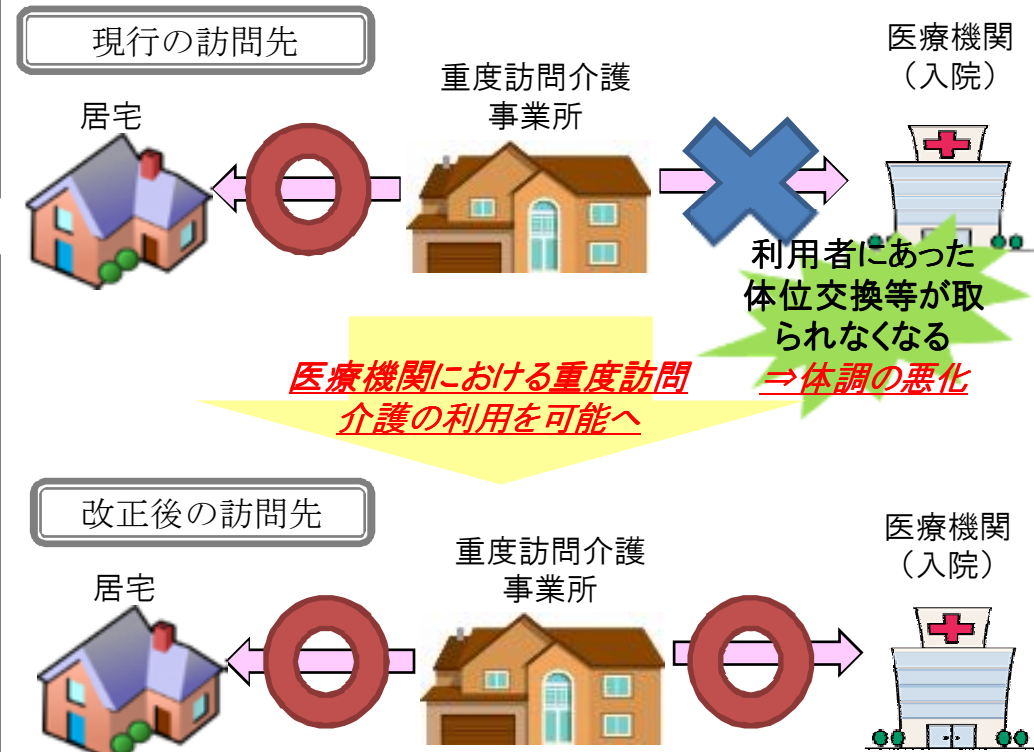 現行の訪問先
医療機関
（入院）
重度訪問介護
事業所
居宅
利用者にあった
体位交換等が取
られなくなる
⇒体調の悪化
医療機関における重度訪問
介護の利用を可能へ
改正後の訪問先
医療機関
（入院）
重度訪問介護
事業所
居宅